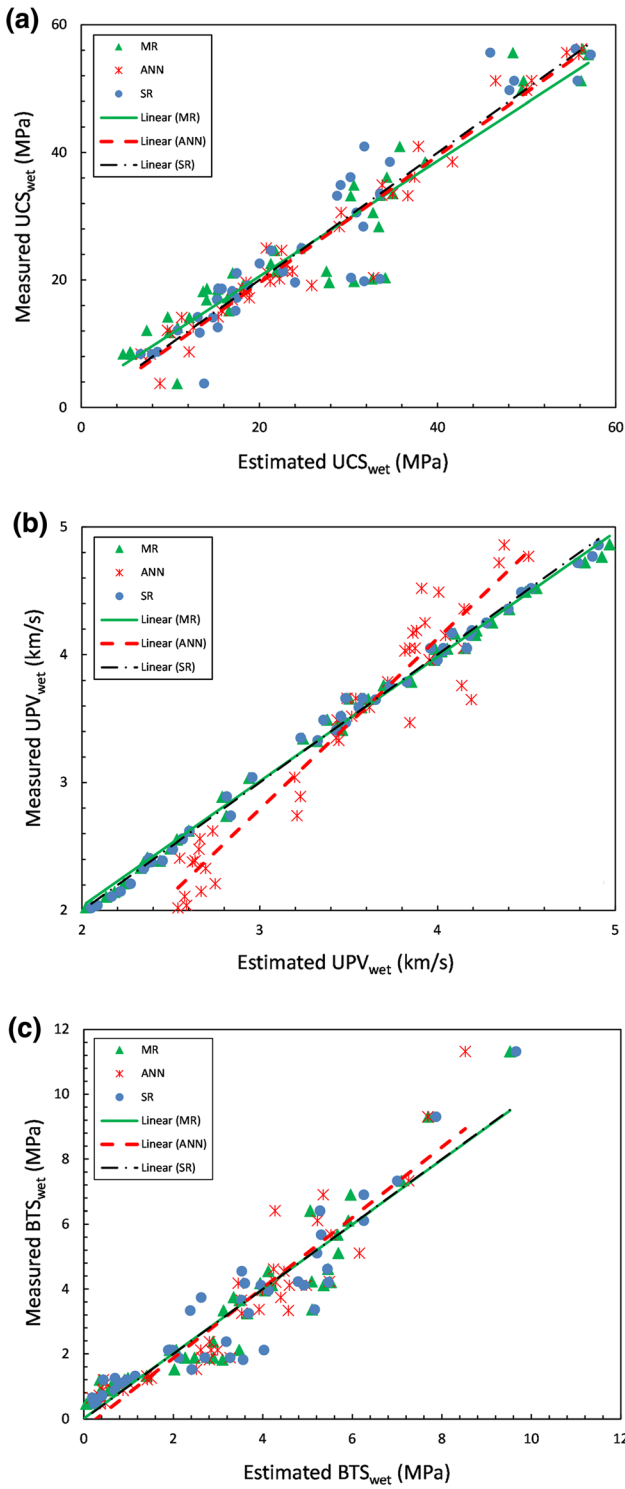 (a)
60
40
20
0
Measured UCSwet (MPa)
MR
ANN
SR
Linear (MR)
Linear (ANN)
Linear (SR)
0 20 40 60
Estimated UCSwet (MPa)
(b)
5
4
3
2
Measured UPVwet (km/s)
MR
ANN
SR
Linear (MR)
Linear (ANN)
Linear (SR)
2 3 4 5
Estimated UPVwet (km/s)
(c)
12
10
8
6
4
2
0
Measured BTSwet (MPa)
MR
ANN
SR
Linear (MR)
Linear (ANN)
Linear (SR)
0 2 4 6 8 10 12
Estimated BTSwet (MPa)